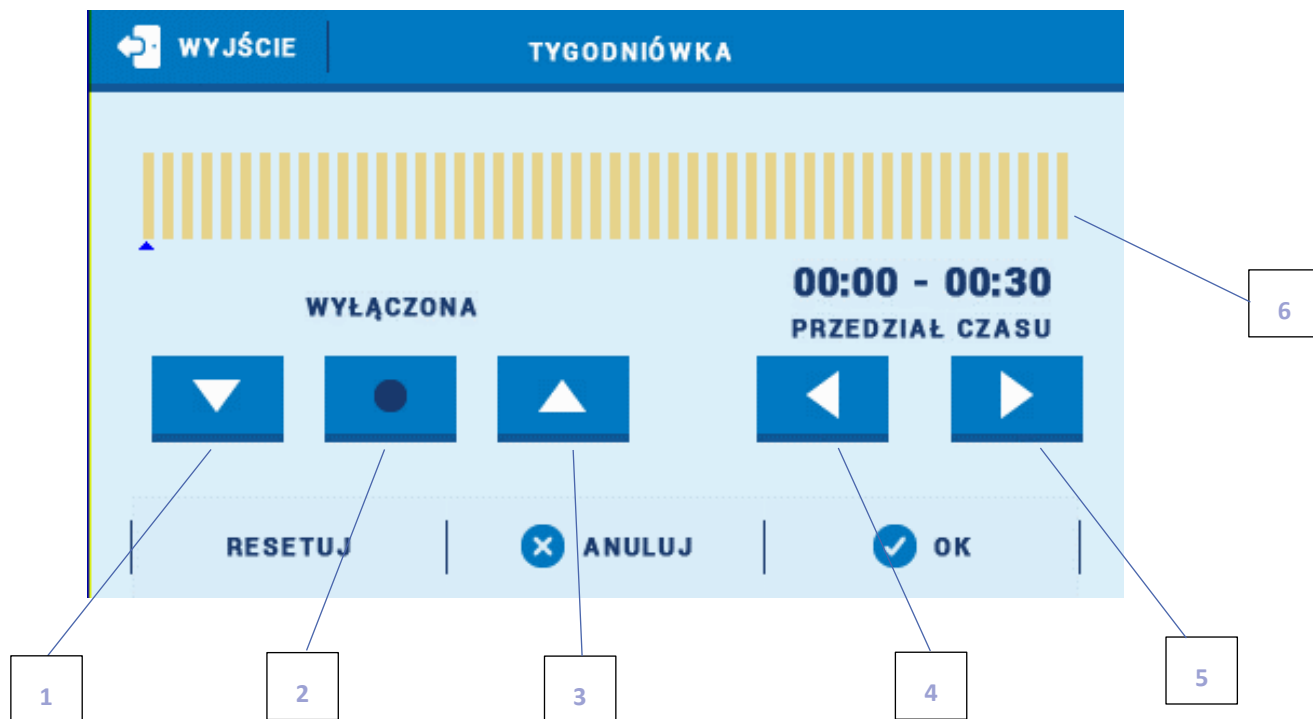 WYJŚCIE
TYGODNIÓWKA
00:00 - 00:30
WYŁĄCZONA
PRZEDZIAŁ CZASU
6
RESETUJ
ANULUJ
OK
1
2
3
4
5